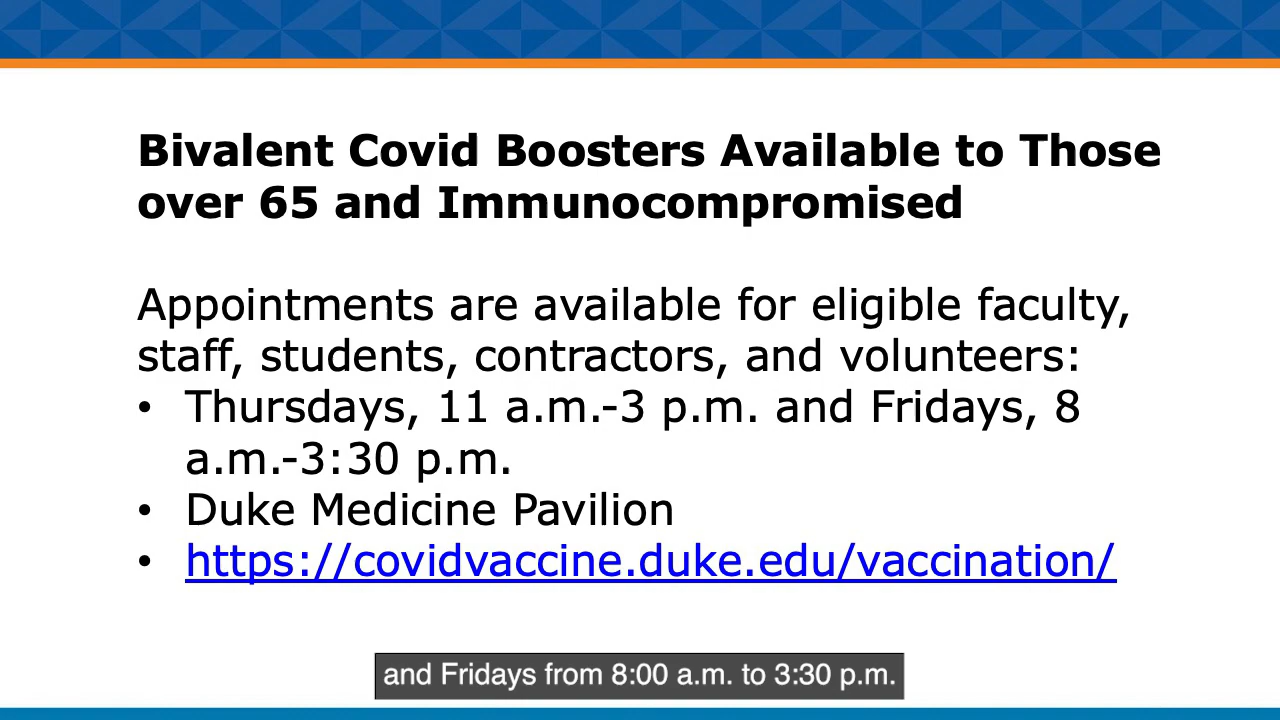 Bivalent Covid Boosters Available to Those
over 65 and Immunocompromised
Appointments are available for eligible faculty,
staff, students, contractors, and volunteers:
• Thursdays, 11 a.m.-3 p.m. and Fridays, 8
a.m.-3:30 p.m.
• Duke Medicine Pavilion
• https://covidvaccine.duke.edu/vaccination/
and Fridays from 8:00 a.m. to 3:30 p.m.